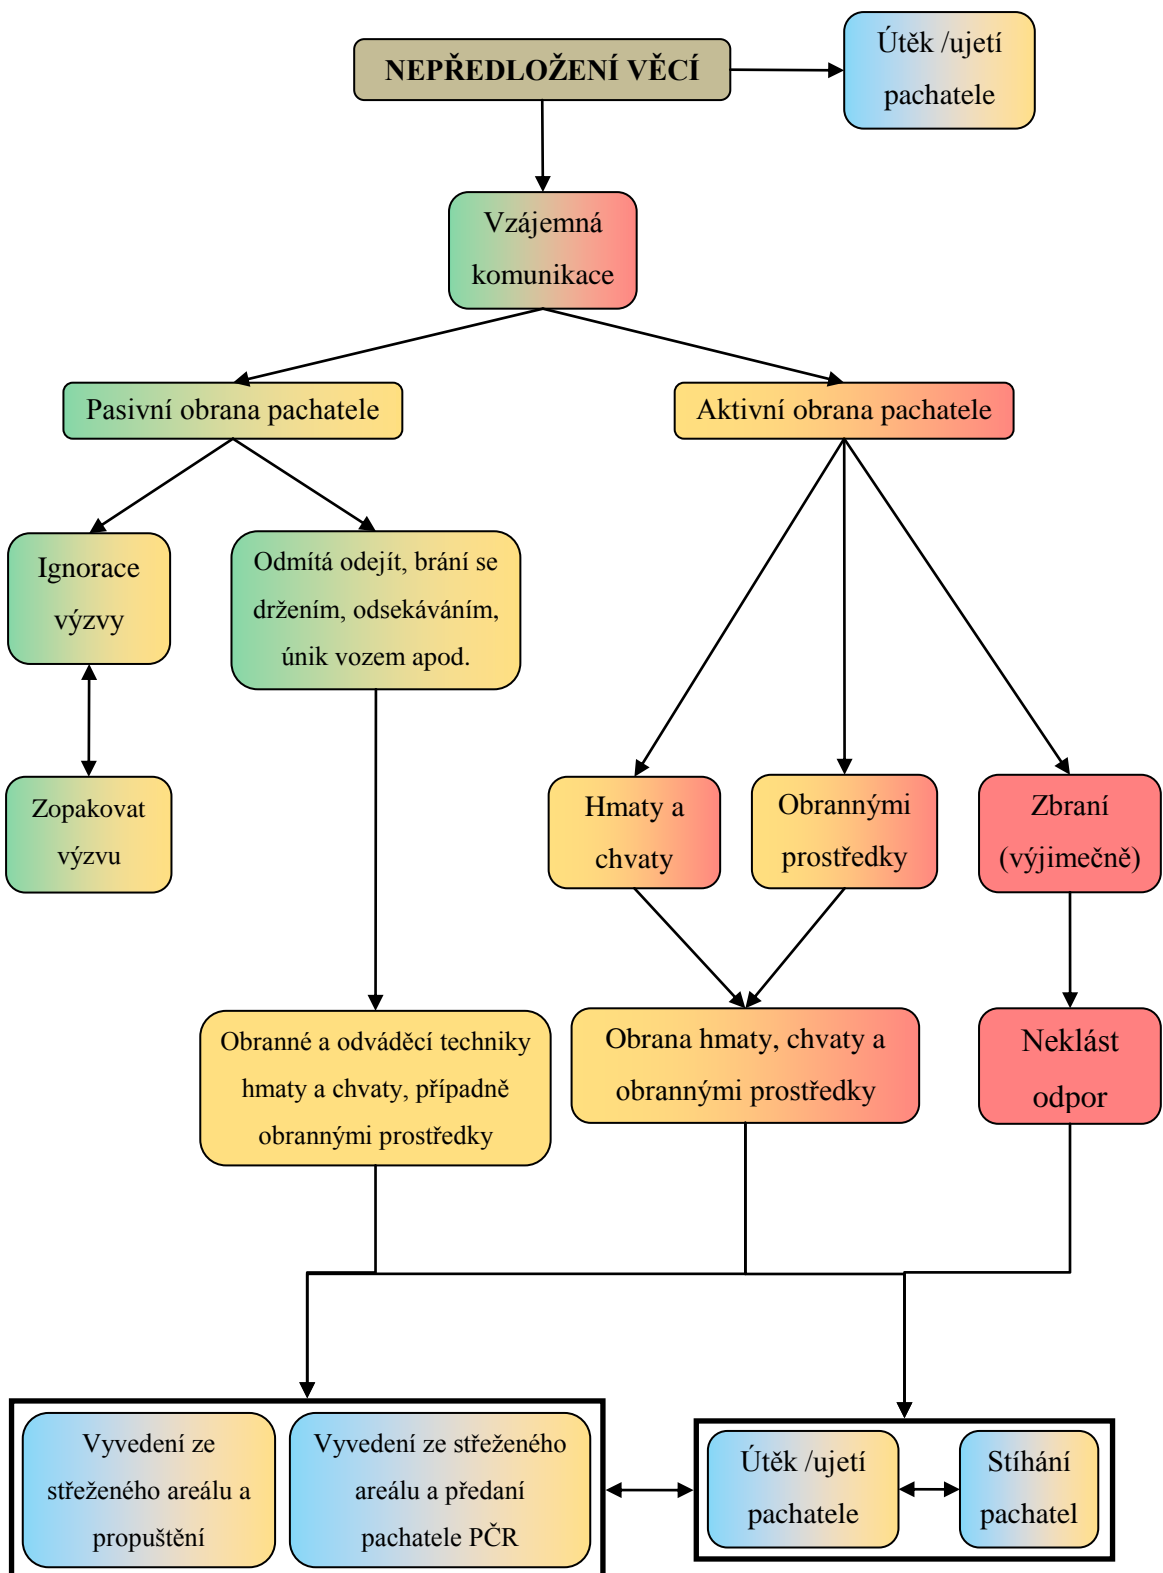 NEPŘEDLOŽENÍ VĚCÍ
Útěk /ujetí
pachatele
Vzájemná
komunikace
Pasivní obrana pachatele
Aktivní obrana pachatele
Ignorace
výzvy
Odmítá odejít, brání se
držením, odsekáváním,
únik vozem apod.
Zopakovat
výzvu
Hmaty a
chvaty
Obrannými
prostředky
Zbraní
(výjimečně)
Obranné a odváděcí techniky
hmaty a chvaty, případně
obrannými prostředky
Obrana hmaty, chvaty a
obrannými prostředky
Neklást
odpor
Vyvedení ze
střeženého areálu a
propuštění
Vyvedení ze střeženého
areálu a předaní
pachatele PČR
Útěk /ujetí
pachatele
Stíhání
pachatel